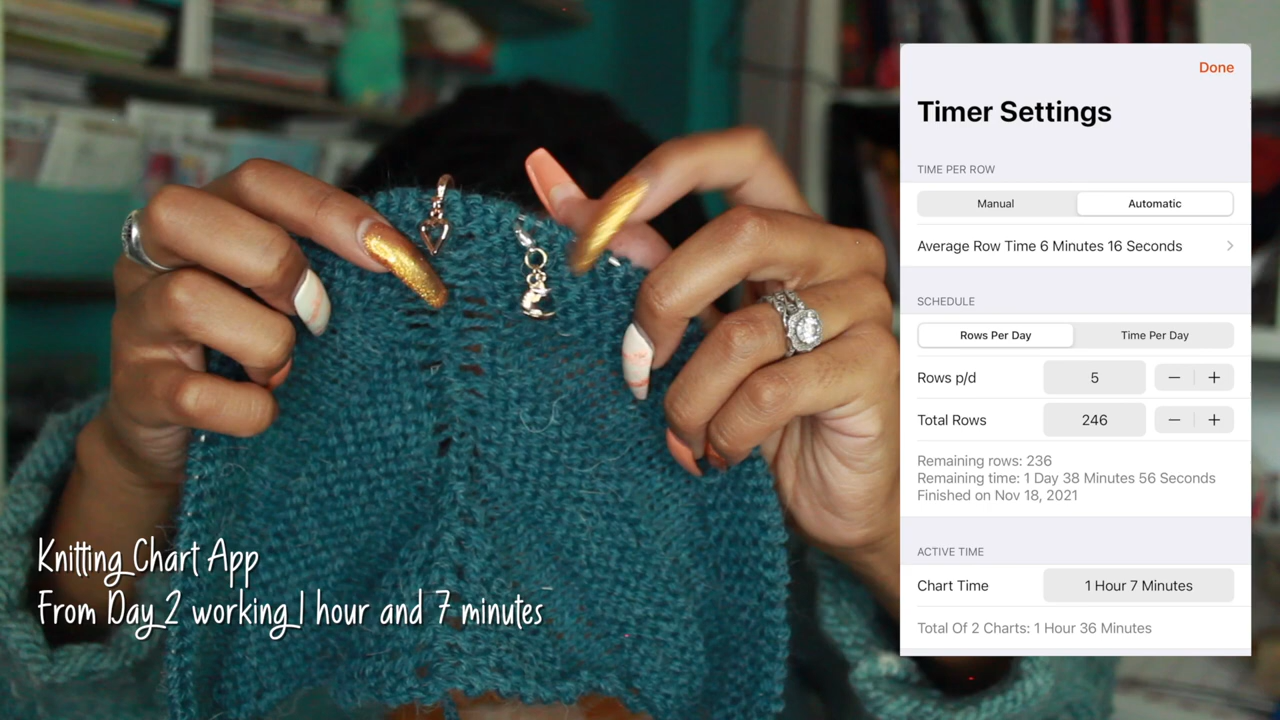 Done
Timer Settings
TIME PER ROW
Manual Automatic
Average Row Time 6 Minutes 16 Seconds
SCHEDULE
Rows Per Day Time Per Day
Rows p/d 5
Total Rows 246
Remaining rows: 236
Remaining time: 1 Day 38 Minutes 56 Seconds
Finished on Nov 18, 2021
ACTIVE TIME
Chart Time 1 Hour 7 Minutes
Total Of 2 Charts: 1 Hour 36 Minutes
Knitting Chart App
From Day 2 working 1 hour and 7 minutes